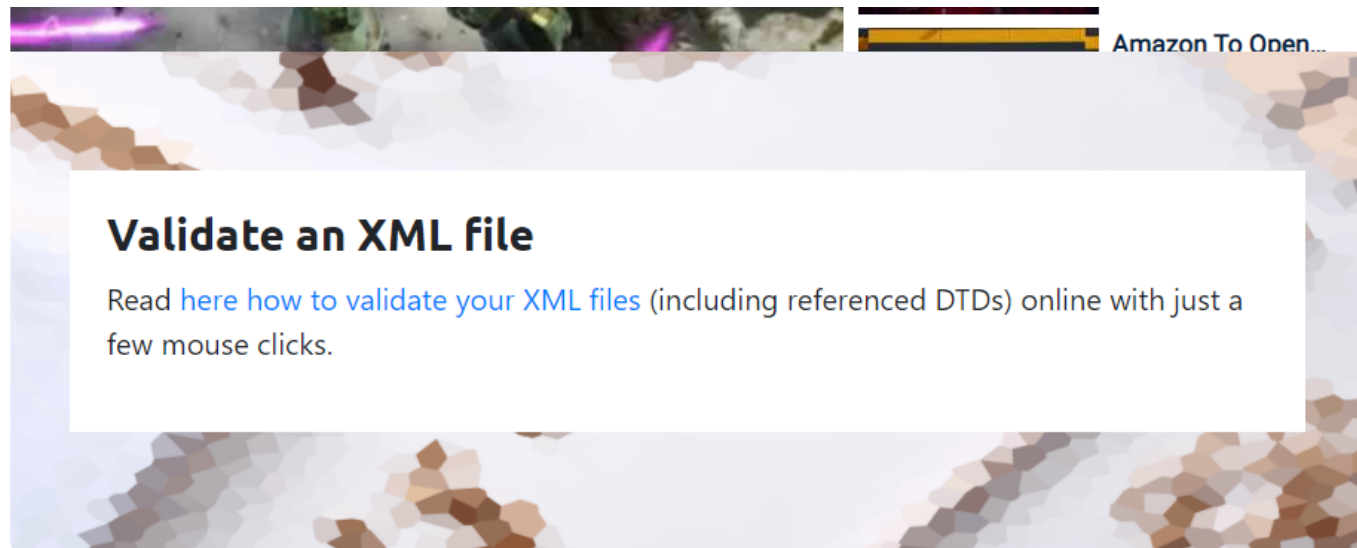 Amazon To Open...
Validate an XML file
Read here how to validate your XML files (including referenced DTDs) online with just a
few mouse clicks.